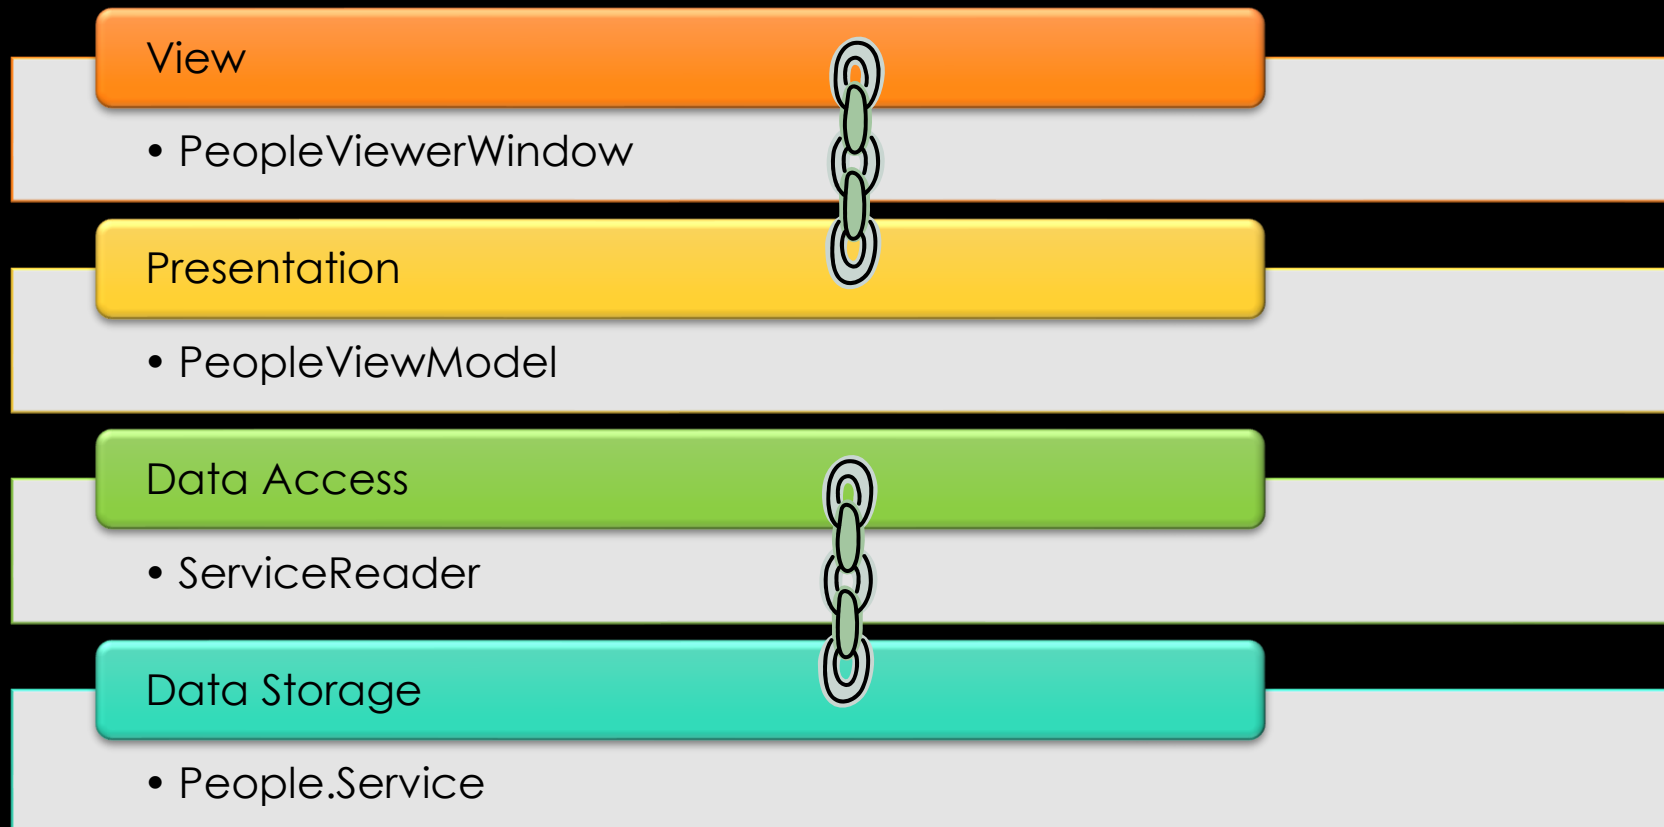 View
• PeopleViewerWindow
Presentation
• PeopleViewModel
Data Access
• ServiceReader
Data Storage
• People.Service